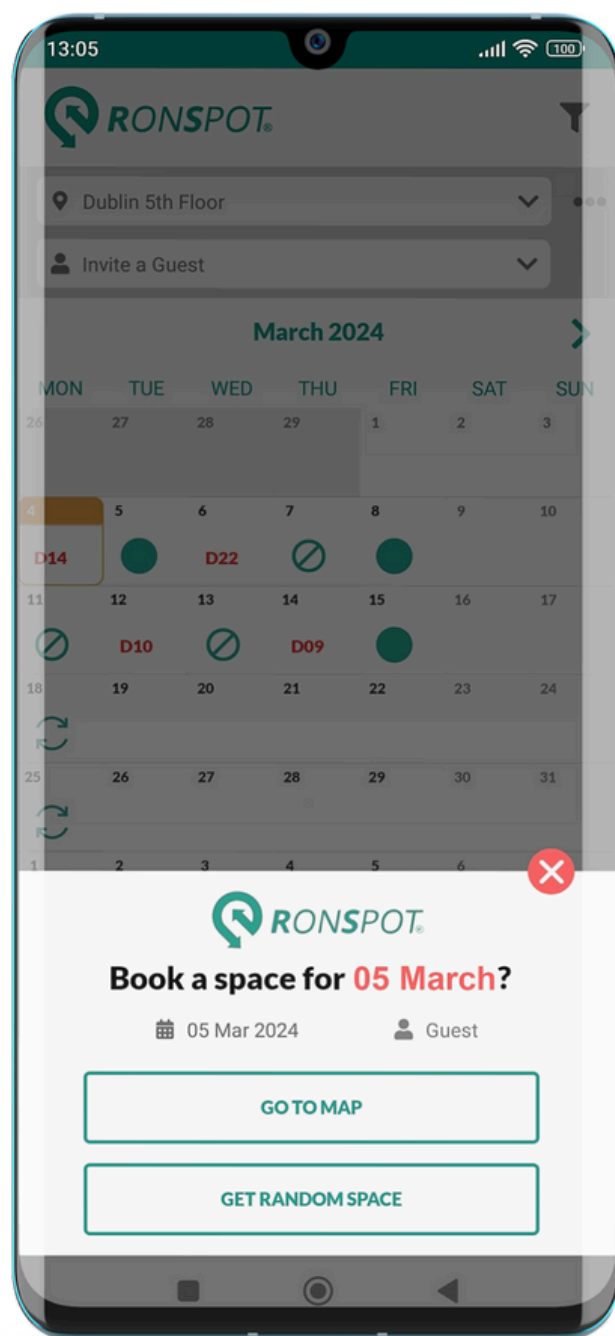 13:05 100
RONSPOT®
Dublin 5th Floor
Invite a Guest
March 2024
MON TUE WED THU FRI SAT SUN
26 27 28 29 1 2 3
4 5 6 7 8 9 10
D14 D22
11 12 13 14 15 16 17
D10 D09
18 19 20 21 22 23 24
25 26 27 28 29 30 31
1 2 3 4 5 6
RONSPOT®
Book a space for 05 March?
05 Mar 2024 Guest
GO TO MAP
GET RANDOM SPACE